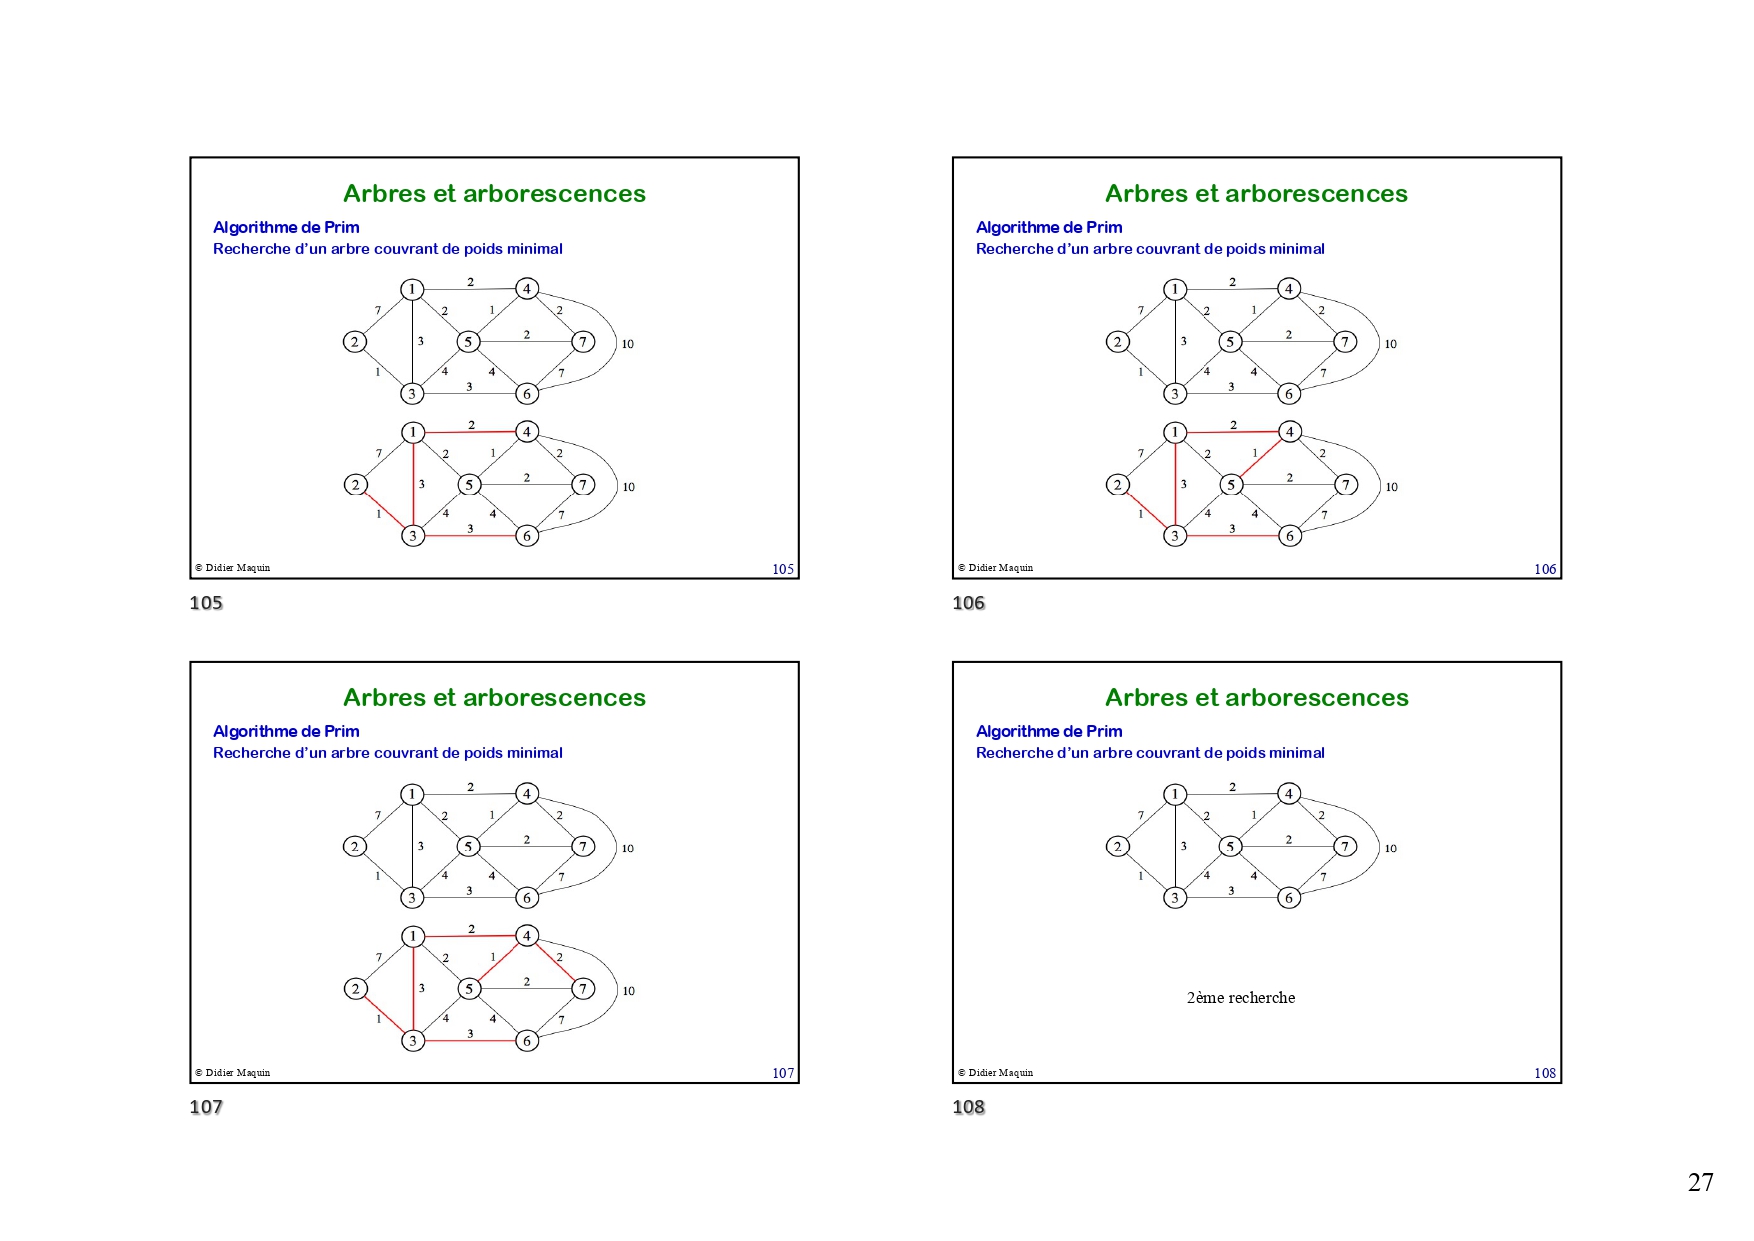 Arbres et arborescences
Algorithme de Prim
Recherche d'un arbre couvrant de poids minimal
1 2 4
7 2 1 2
2 3 5 2 7 10
1 4 4 7
3 3 6
1 2 4
7 2 1 2
2 3 5 2 7 10
1 4 4 7
3 3 6
© Didier Maquin 105
105
Arbres et arborescences
Algorithme de Prim
Recherche d'un arbre couvrant de poids minimal
1 2 4
7 2 1 2
2 3 5 2 7 10
1 4 4 7
3 3 6
1 2 4
7 2 1 2
2 3 5 2 7 10
1 4 4 7
3 3 6
© Didier Maquin 106
106
Arbres et arborescences
Algorithme de Prim
Recherche d'un arbre couvrant de poids minimal
1 2 4
7 2 1 2
2 3 5 2 7 10
1 4 4 7
3 3 6
1 2 4
7 2 1 2
2 3 5 2 7 10
1 4 4 7
3 3 6
© Didier Maquin 107
107
Arbres et arborescences
Algorithme de Prim
Recherche d'un arbre couvrant de poids minimal
1 2 4
7 2 1 2
2 3 5 2 7 10
1 4 4 7
3 3 6
2ème recherche
© Didier Maquin 108
108
27